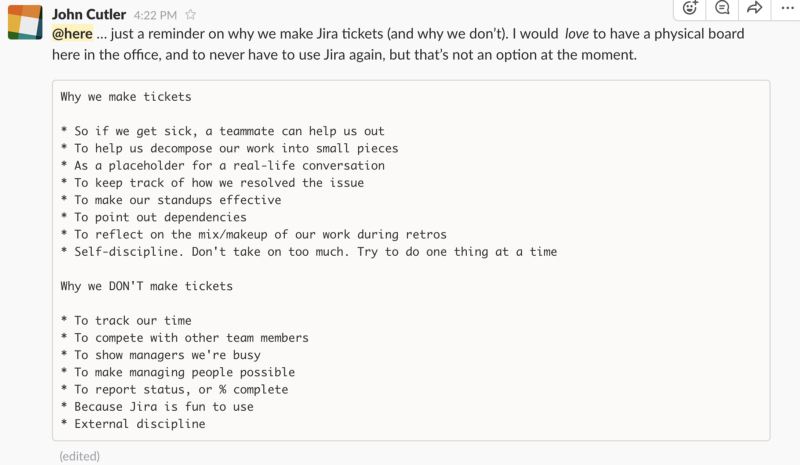 John Cutler 4:22 PM
@here ... just a reminder on why we make Jira tickets (and why we don't). I would love to have a physical board
here in the office, and to never have to use Jira again, but that's not an option at the moment.
Why we make tickets
* So if we get sick, a teammate can help us out
* To help us decompose our work into small pieces
* As a placeholder for a real-life conversation
* To keep track of how we resolved the issue
* To make our standups effective
* To point out dependencies
* To reflect on the mix/makeup of our work during retros
* Self-discipline. Don't take on too much. Try to do one thing at a time
Why we DON'T make tickets
* To track our time
* To compete with other team members
* To show managers we're busy
* To make managing people possible
* To report status, or % complete
* Because Jira is fun to use
* External discipline
(edited)